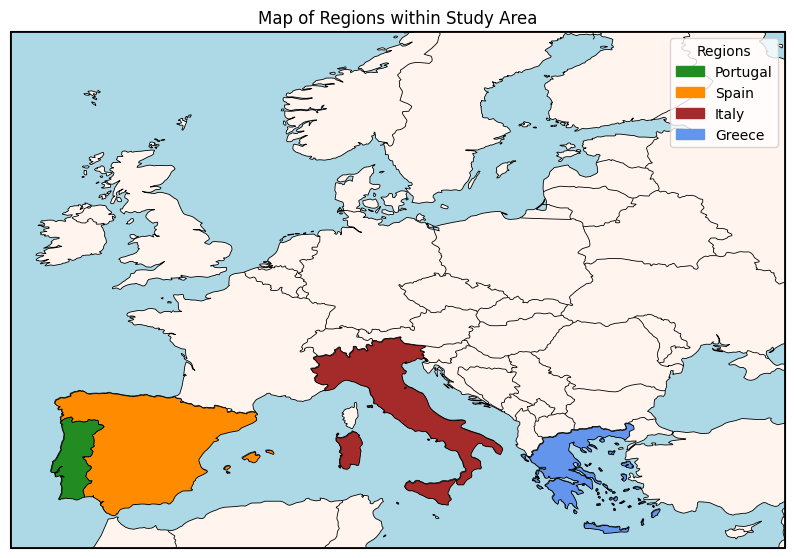 Map of Regions within Study Area
Regions
Portugal
Spain
Italy
Greece